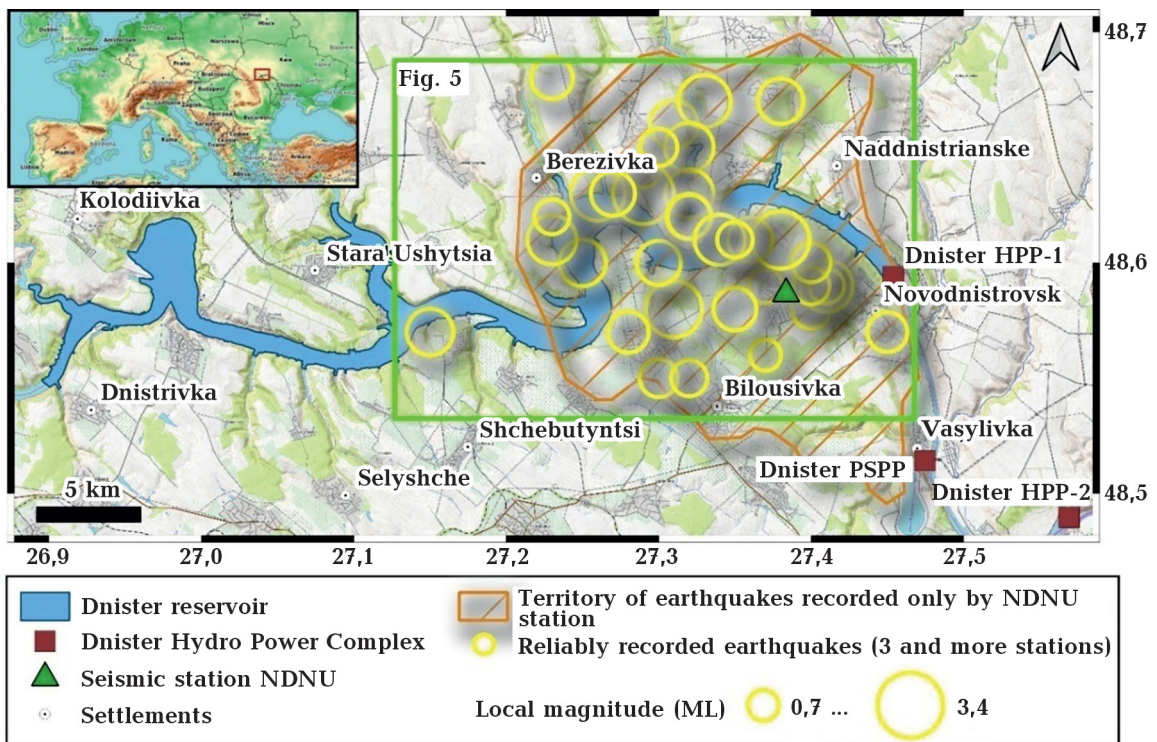 48,7
Fig. 5
Berezivka
Naddnistrianske
Kolodiivka
Stara Ushytsia
Dnister HPP-1
48,6
Novodnistrovsk
Dnistrivka
Bilousivka
Shchebutyntsi
Vasylivka
Selyshche
Dnister PSPP
5 km
Dnister HPP-2
48,5
26,9 27,0 27,1 27,2 27,3 27,4 27,5
Dnister reservoir
Dnister Hydro Power Complex
Seismic station NDNU
Settlements
Territory of earthquakes recorded only by NDNU
station
Reliably recorded earthquakes (3 and more stations)
Local magnitude (ML) 0,7 ... 3,4